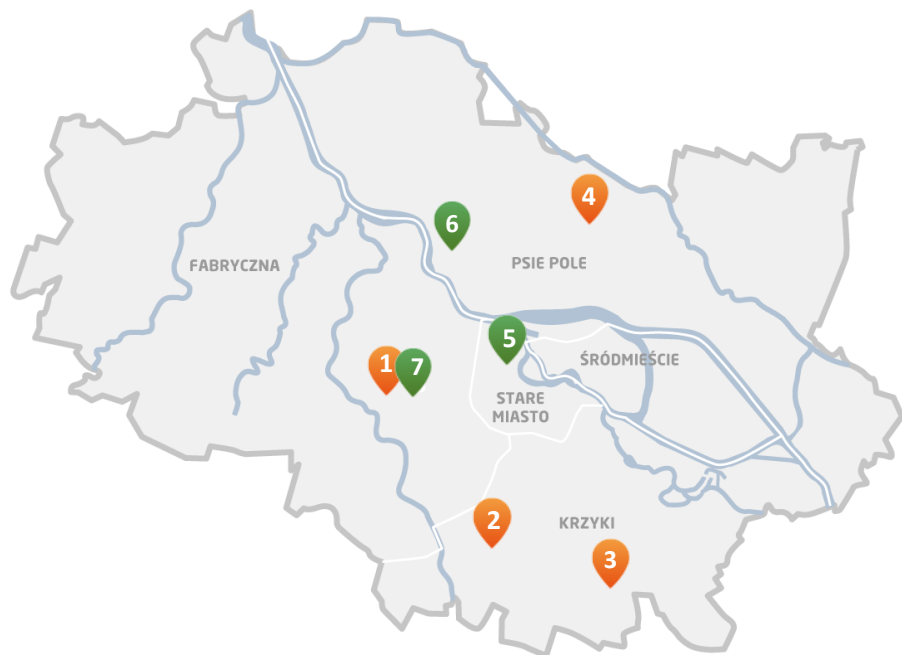 4
6
PSIE POLE
FABRYCZNA
5
1
7
ŚRÓDMIEŚCIE
STARE
MIASTO
2
KRZYKI
3